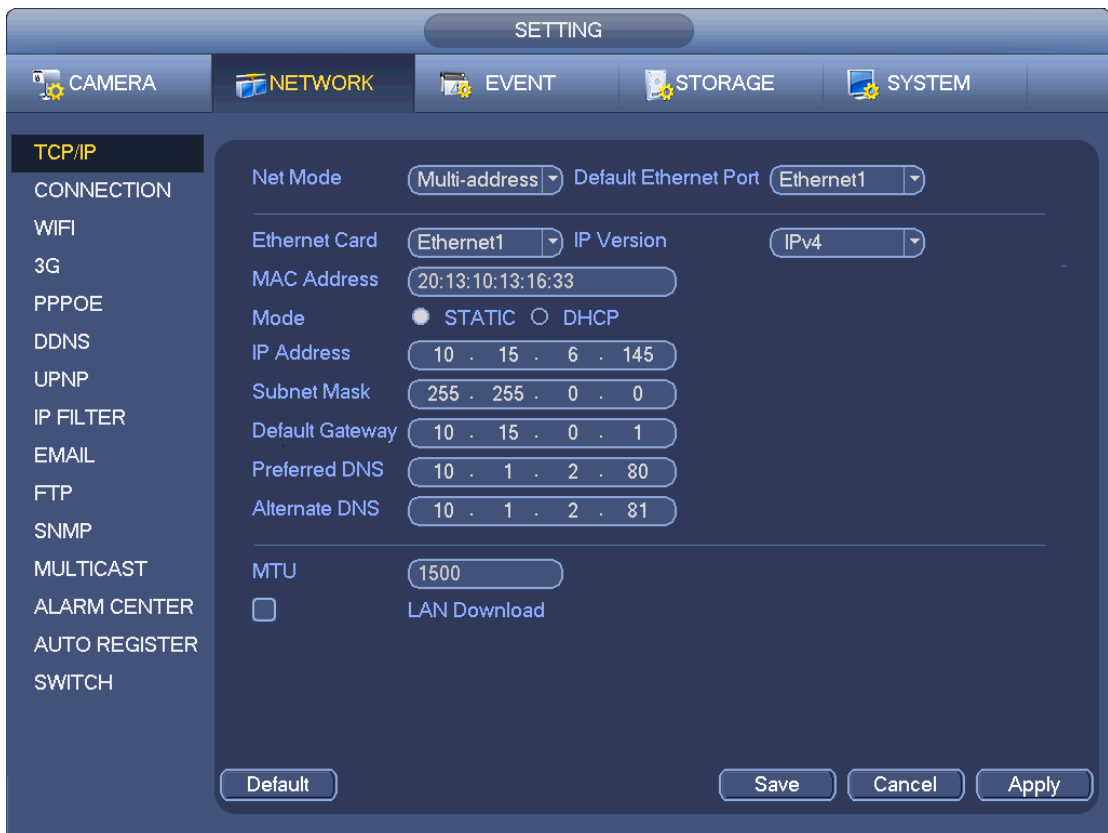 SETTING
CAMERA NETWORK EVENT STORAGE SYSTEM
TCP/IP
CONNECTION
WIFI
3G
PPPOE
DDNS
UPNP
IP FILTER
EMAIL
FTP
SNMP
MULTICAST
ALARM CENTER
AUTO REGISTER
SWITCH
Net Mode Multi-address Default Ethernet Port Ethernet1
Ethernet Card Ethernet1 IP Version IPv4
MAC Address 20:13:10:13:16:33
Mode STATIC DHCP
IP Address 10 . 15 . 6 . 145
Subnet Mask 255 . 255 . 0 . 0
Default Gateway 10 . 15 . 0 . 1
Preferred DNS 10 . 1 . 2 . 80
Alternate DNS 10 . 1 . 2 . 81
MTU 1500
LAN Download
Default Save Cancel Apply